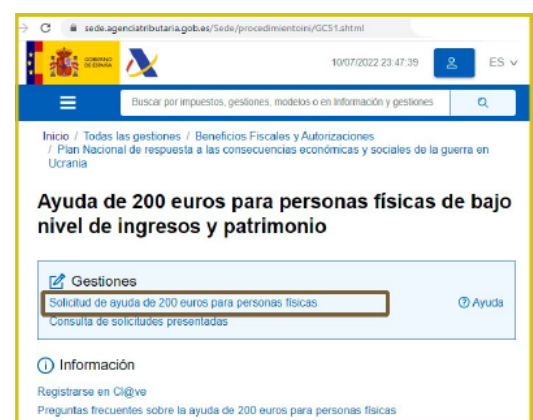 sede.agenciatributaria.gob.es/Sede/procedimientoini/GC51.shtml
GOBIERNO DE ESPAÑA
10/07/2022 23:47:39
ES
Buscar por impuestos, gestiones, modelos o en Información y gestiones
Inicio / Todas las gestiones / Beneficios Fiscales y Autorizaciones
/ Plan Nacional de respuesta a las consecuencias económicas y sociales de la guerra en
Ucrania
Ayuda de 200 euros para personas físicas de bajo
nivel de ingresos y patrimonio
Gestiones
Solicitud de ayuda de 200 euros para personas físicas
Ayuda
Consulta de solicitudes presentadas
Información
Registrarse en Cl@ve
Preguntas frecuentes sobre la ayuda de 200 euros para personas físicas